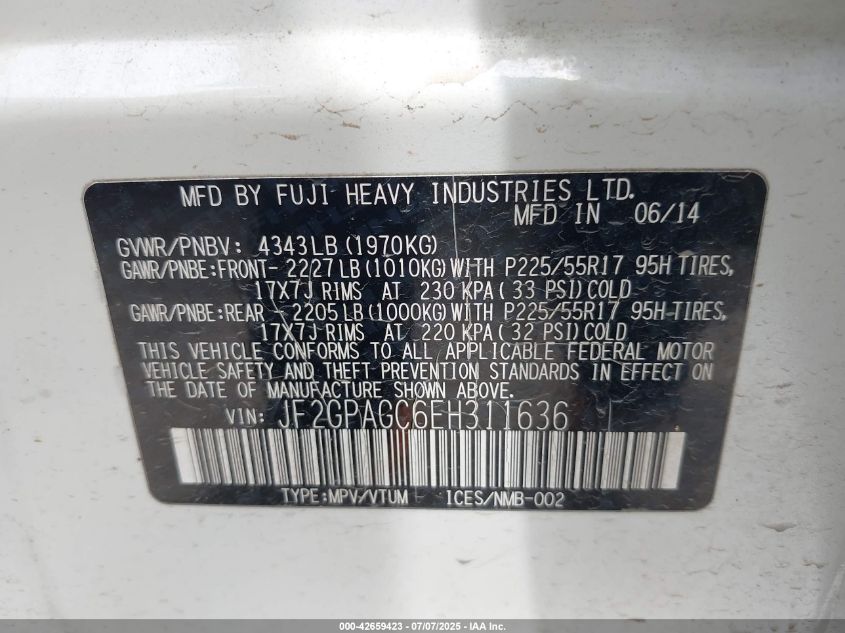 MFD BY FUJI HEAVY INDUSTRIES LTD.
MFD IN 06/14
GVWR/PNBV: 4343LB (1970KG)
GAWR/PNBE:FRONT- 2227LB(1010KG)WITH P225/55R17 95H TIRES,
17X7J RIMS AT 230 KPA( 33 PSI)COLD
GAWR/PNBE:REAR - 2205LB(1000KG)WITH P225/55R17 95H-TIRES,
17X7J RIMS AT 220 KPA( 32 PSI)COLD
THIS VEHICLE CONFORMS TO ALL APPLICABLE FEDERAL MOTOR
VEHICLE SAFETY AND THEFT PREVENTION STANDARDS IN EFFECT ON
THE DATE OF MANUFACTURE SHOWN ABOVE.
VIN: JF2GPAGC6EH311636
TYPE:MPV/VTUM ICES/NMB-002
000-42659423 - 07/07/2025 - IAA Inc.